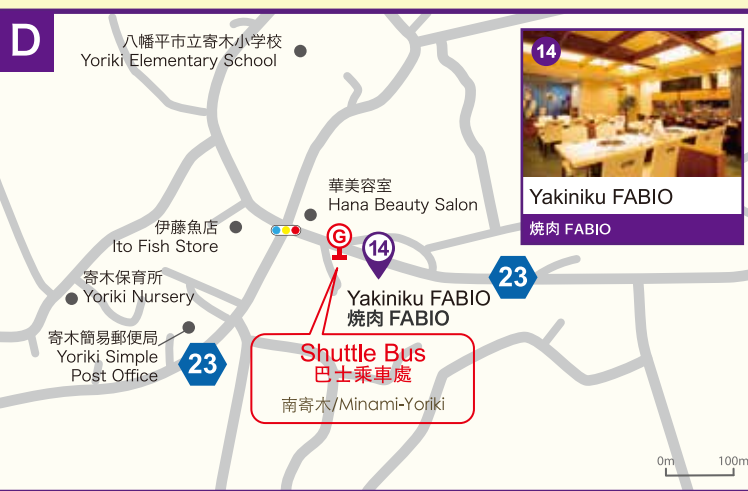 D
八幡平市立寄木小学校
Yoriki Elementary School
14
Yakiniku FABIO
焼肉 FABIO
華美容室
Hana Beauty Salon
伊藤魚店
Ito Fish Store
G
14
23
寄木保育所
Yoriki Nursery
Yakiniku FABIO
焼肉 FABIO
寄木簡易郵便局
Yoriki Simple
Post Office
23
Shuttle Bus
巴士乘車處
南寄木/Minami-Yoriki
0m
100m